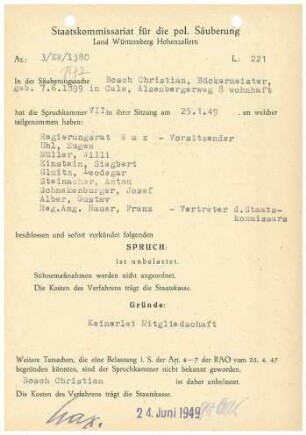 Staatskommissariat für die pol. Säuberung
Land Württemberg Hohenzollern
Az.: 3/XV/1380 L: 221
142
In der Säuberungssache Bosch Christian, Bäckermeister,
geb. 7.6.1899 in Calw, Alzenbergerweg 8 wohnhaft
hat die Spruchkammer VII in ihrer Sitzung am 25.1.49 , an welcher
teilgenommen haben:
Regierungsrat Wax - Vorsitzender
Uhl, Eugen
Müller, Willi
Einstein, Siegbert
Gluitz, Leodegar
Steinacher, Anton
Schnekenburger, Josef
Alber, Gustav
Reg.Ang. Hauer, Franz - Vertreter d.Staats-
kommissars
beschlossen und sofort verkündet folgenden
SPRUCH:
ist unbelastet.
Sühnemaßnahmen werden nicht angeordnet.
Die Kosten des Verfahrens trägt die Staatskasse.
Gründe:
Keinerlei Mitgliedschaft
Weitere Tatsachen, die eine Belastung i. S. der Art. 4–7 der RAO vom 25. 4. 47
begründen könnten, sind der Spruchkammer nicht bekannt geworden.
Bosch Christian ist daher unbelastet.
Die Kosten des Verfahrens trägt die Staatskasse.
Wax.
24. Juni 1949